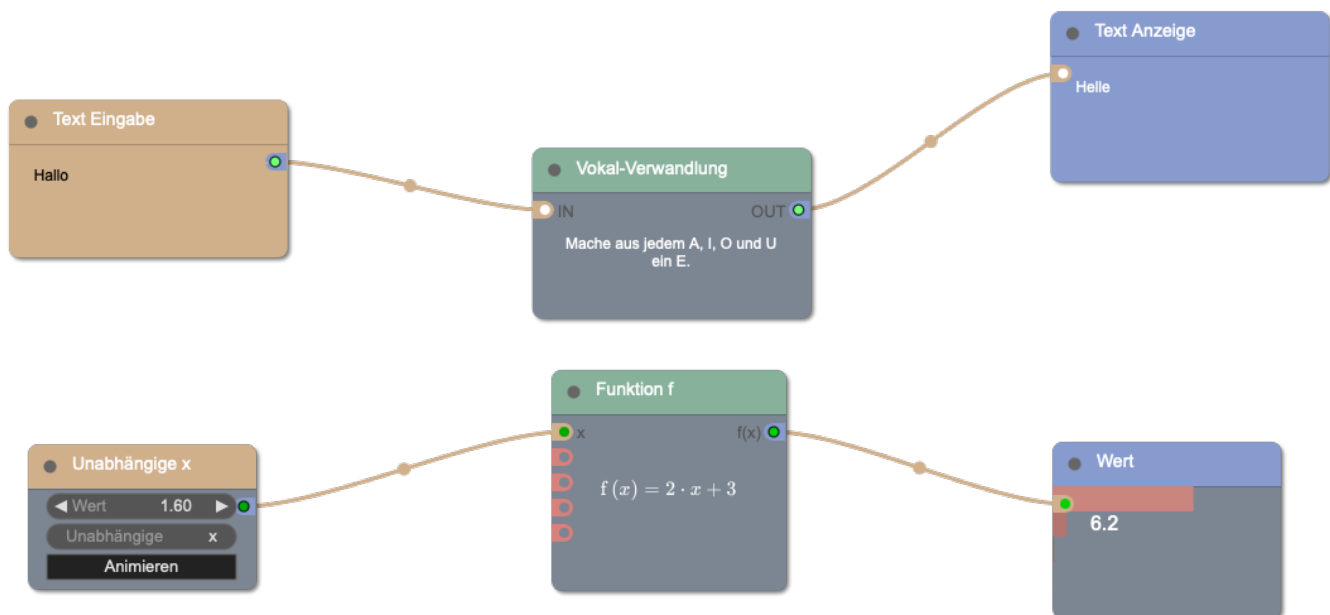 Text Anzeige
Helle
Text Eingabe
Hallo
Vokal-Verwandlung
IN OUT
Mache aus jedem A, I, O und U
ein E.
Funktion f
x f(x)
f (x) = 2 · x + 3
Unabhängige x
Wert 1.60
Unabhängige x
Animieren
Wert
6.2